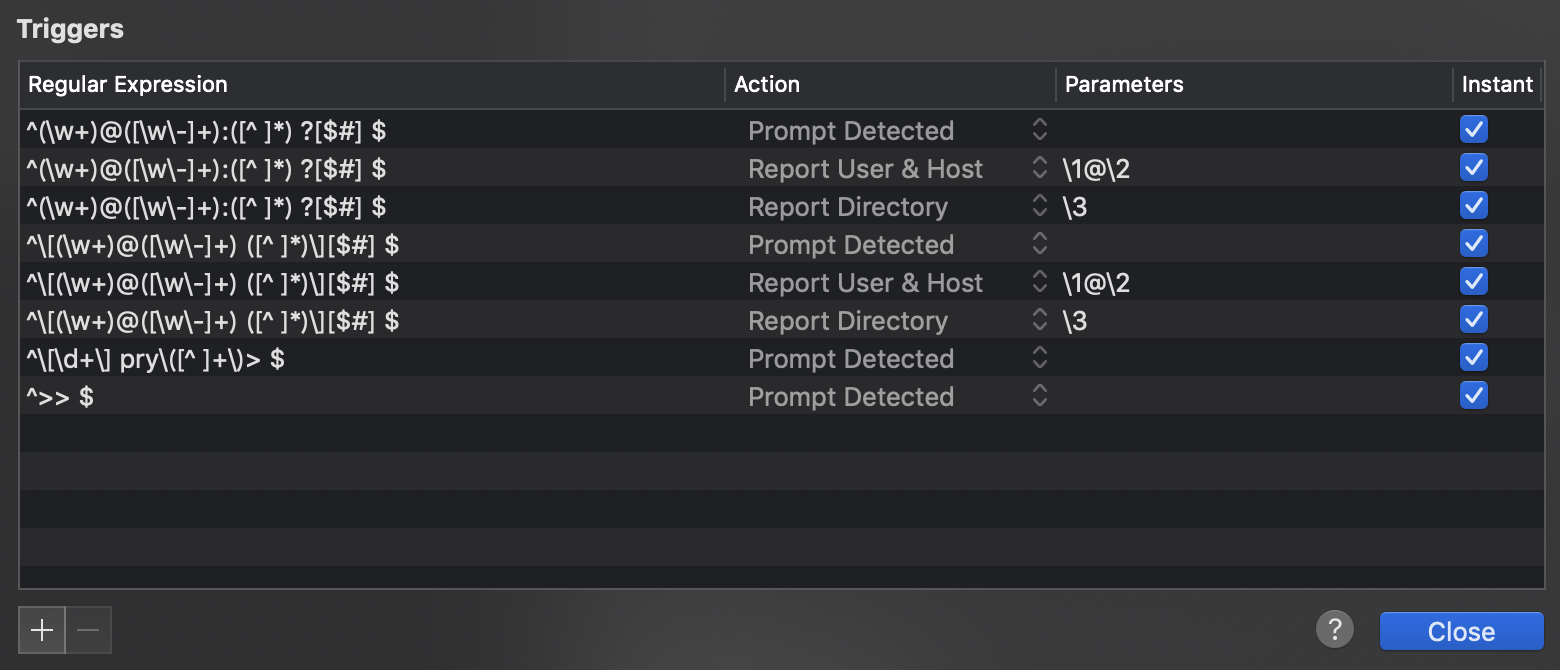 Triggers
Regular Expression Action Parameters Instant
^(\w+)@([\w\-]+):([^ ]*) ?[$#] $ Prompt Detected
^(\w+)@([\w\-]+):([^ ]*) ?[$#] $ Report User & Host \1@\2
^(\w+)@([\w\-]+):([^ ]*) ?[$#] $ Report Directory \3
^\[(\w+)@([\w\-]+) ([^ ]*)\][$#] $ Prompt Detected
^\[(\w+)@([\w\-]+) ([^ ]*)\][$#] $ Report User & Host \1@\2
^\[(\w+)@([\w\-]+) ([^ ]*)\][$#] $ Report Directory \3
^\[\d+\] pry\([^ ]+\)> $ Prompt Detected
^>> $ Prompt Detected
? Close